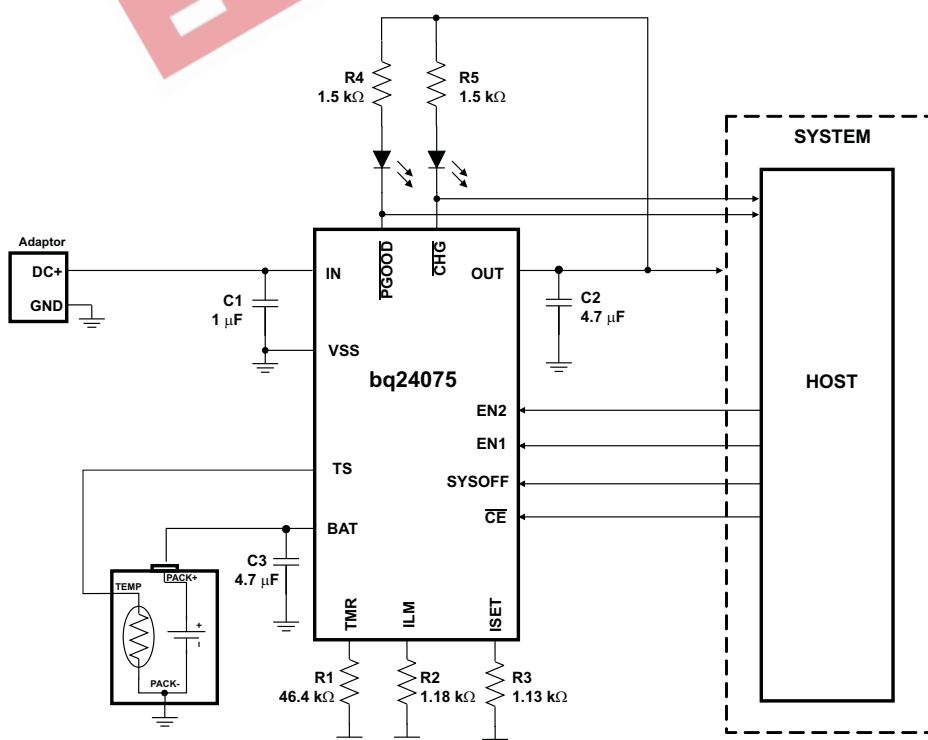 R4
1.5 kΩ
R5
1.5 kΩ
SYSTEM
Adaptor
DC+
GND
C1
1 μF
IN
PGOOD
CHG
OUT
C2
4.7 μF
VSS
bq24075
HOST
EN2
EN1
TS
SYSOFF
CE
BAT
C3
4.7 μF
PACK+
TEMP
+
PACK-
TMR
ILM
ISET
R1
46.4 kΩ
R2
1.18 kΩ
R3
1.13 kΩ